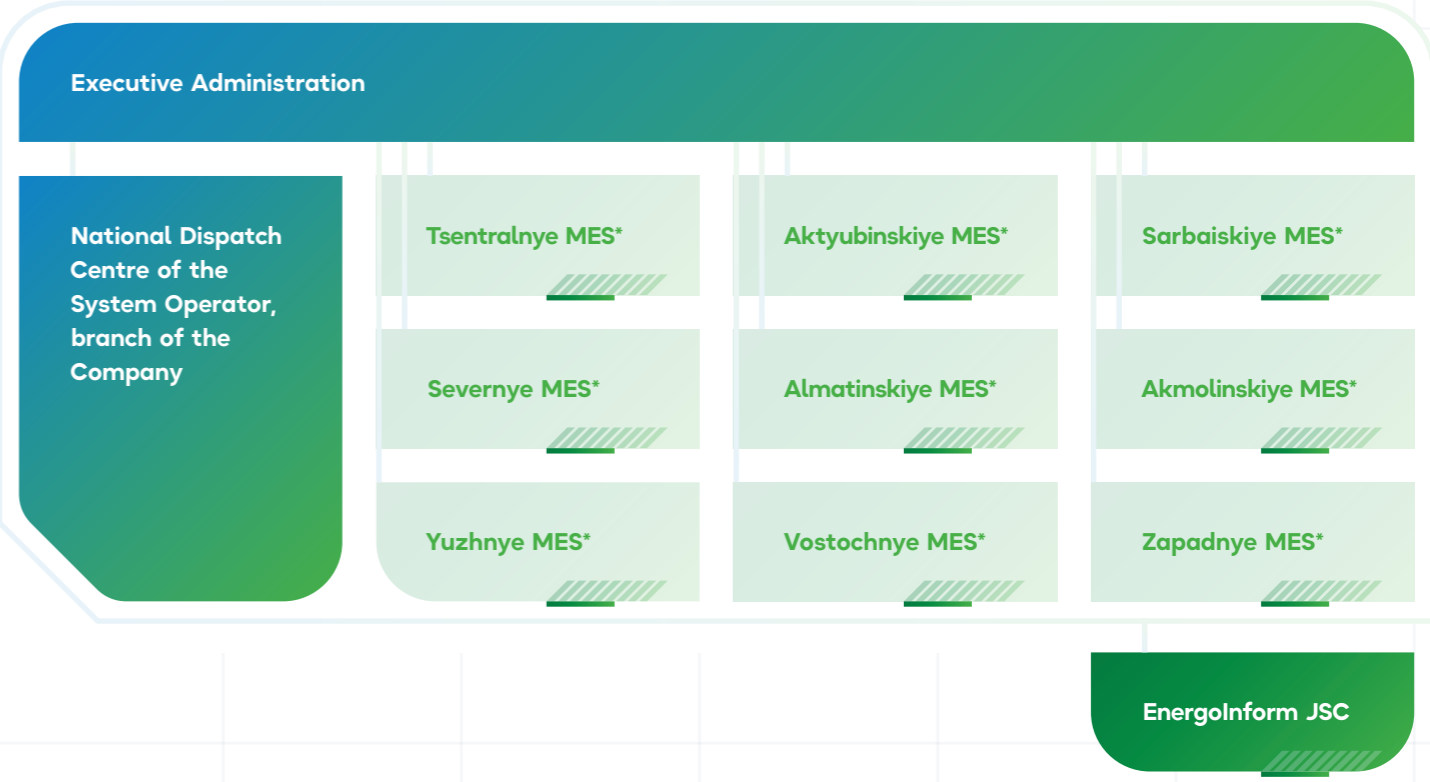 Executive Administration
National Dispatch
Centre of the
System Operator,
branch of the
Company
Tsentralnye MES*
Aktyubinskiye MES*
Sarbaiskiye MES*
Severnye MES*
Almatinskiye MES*
Akmolinskiye MES*
Yuzhnye MES*
Vostochnye MES*
Zapadnye MES*
EnergoInform JSC